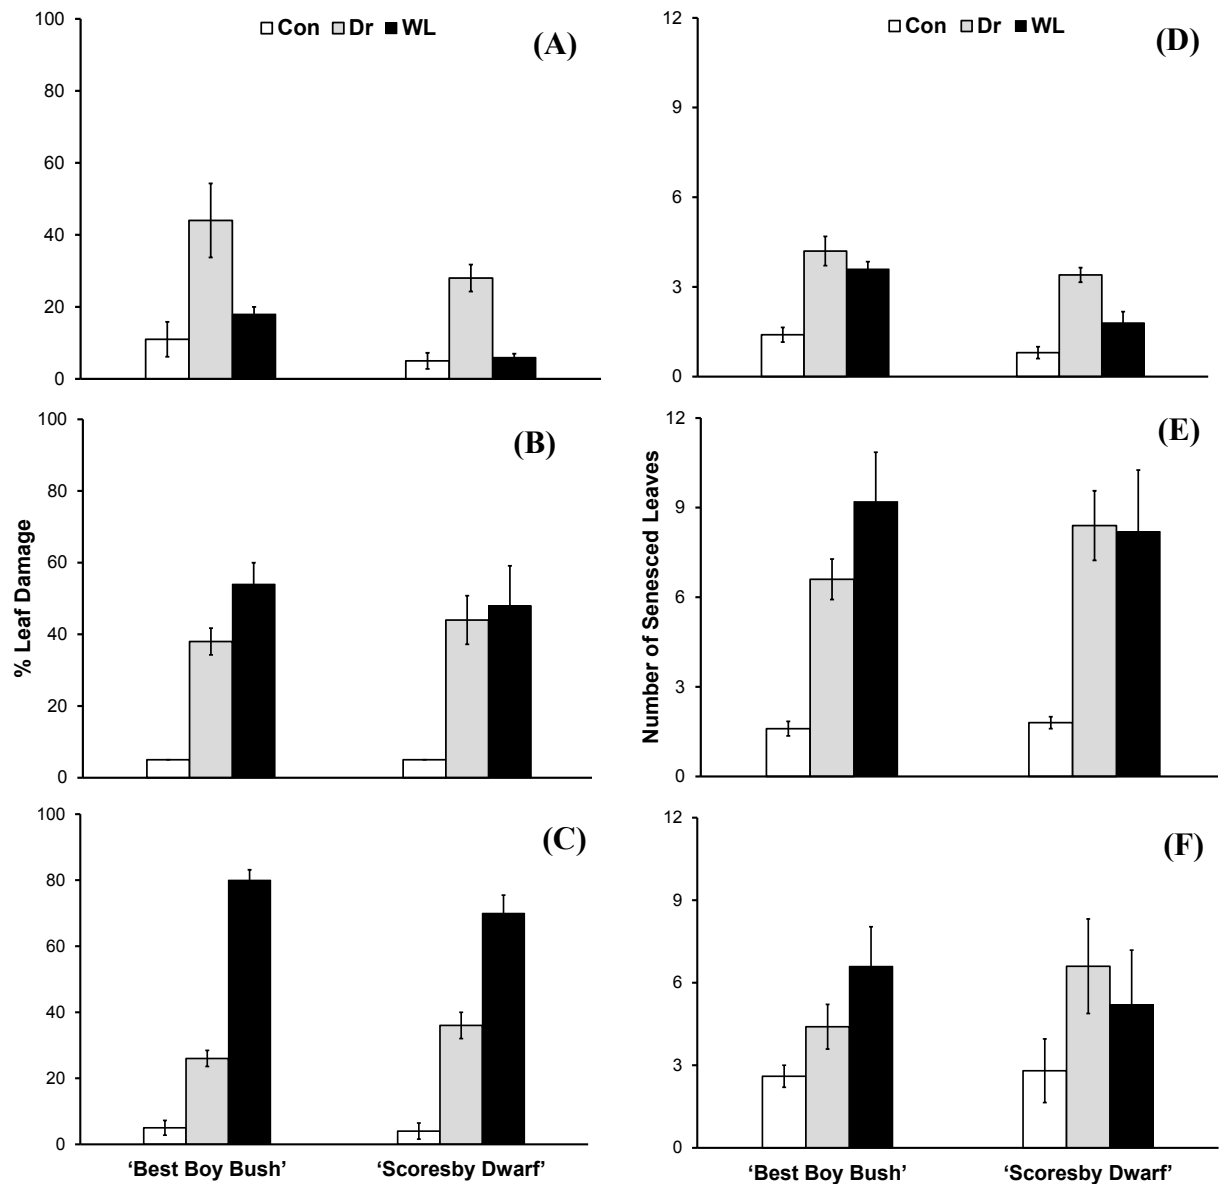 100
80
60
40
20
0
Con Dr WL
(A)
12
9
6
3
0
Con Dr WL
(D)
% Leaf Damage
100
80
60
40
20
0
(B)
Number of Senesced Leaves
12
9
6
3
0
(E)
100
80
60
40
20
0
(C)
‘Best Boy Bush’ ‘Scoresby Dwarf’
12
9
6
3
0
(F)
‘Best Boy Bush’ ‘Scoresby Dwarf’